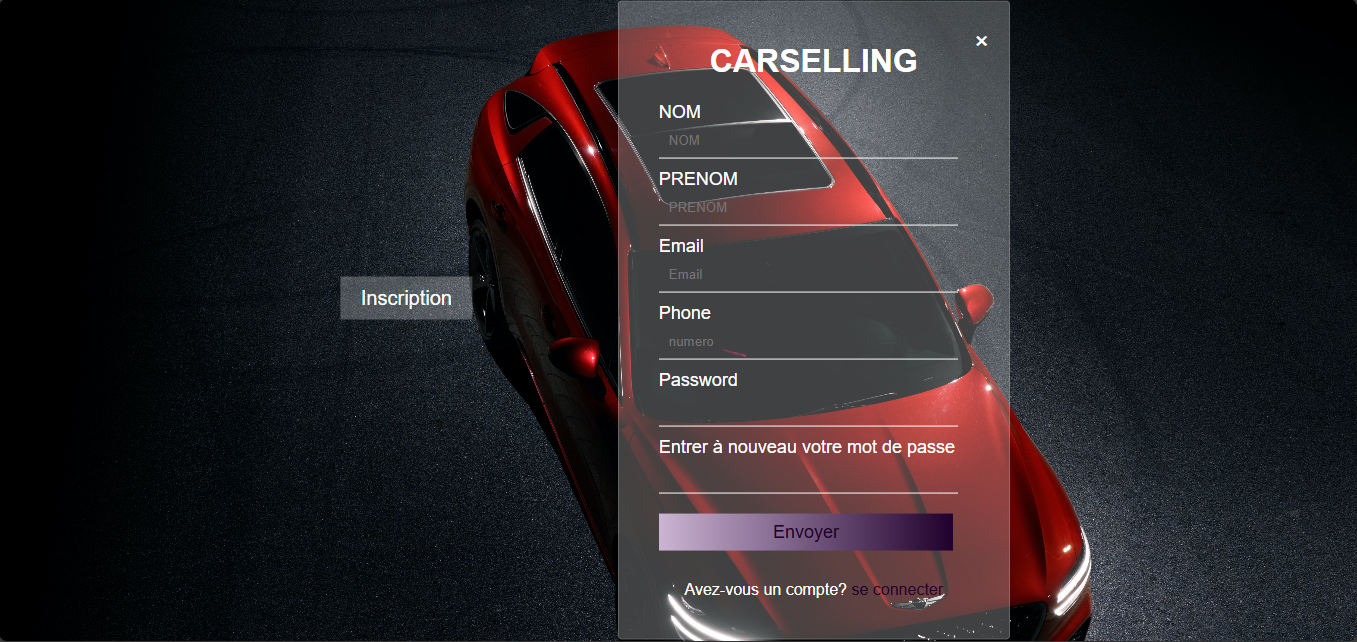 ×
CARSELLING
NOM
NOM
PRENOM
PRENOM
Email
Email
Inscription
Phone
numero
Password
Entrer à nouveau votre mot de passe
Envoyer
Avez-vous un compte? se connecter